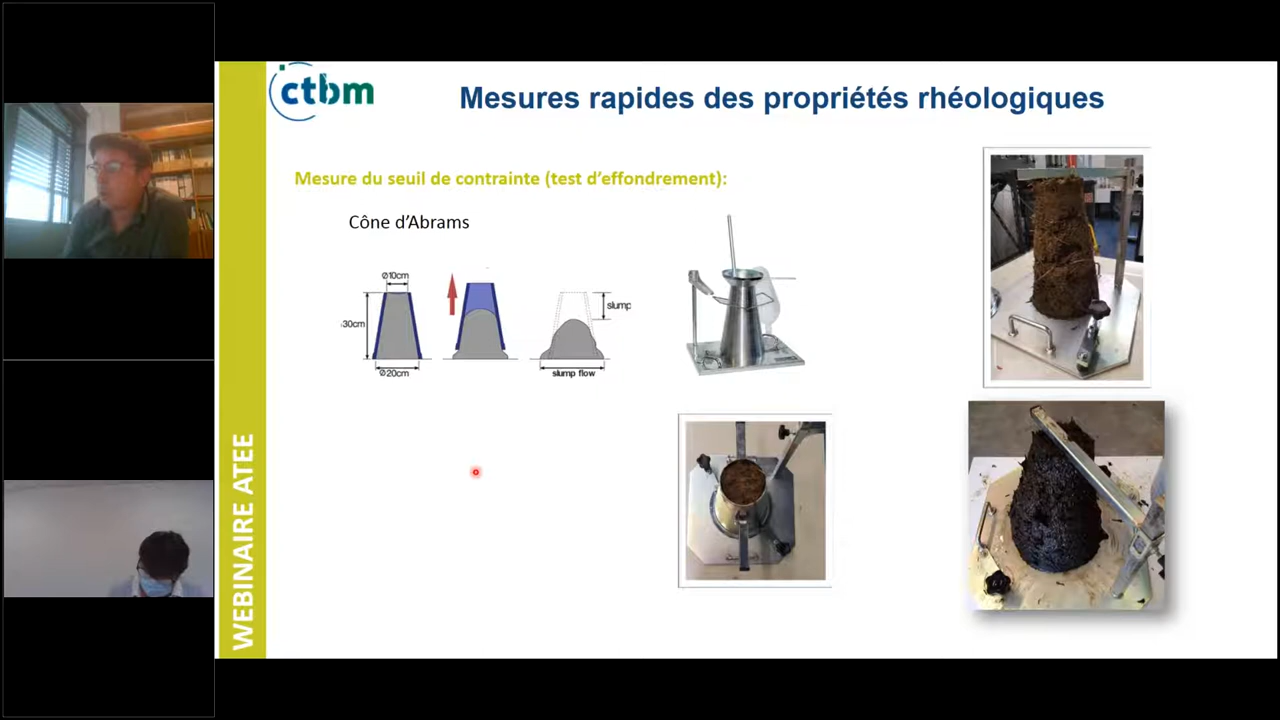 ctbm
Mesures rapides des propriétés rhéologiques
Mesure du seuil de contrainte (test d'effondrement):
Cône d'Abrams
Ø10cm
30cm
Ø20cm
slump
slump flow
WEBINAIRE ATEE